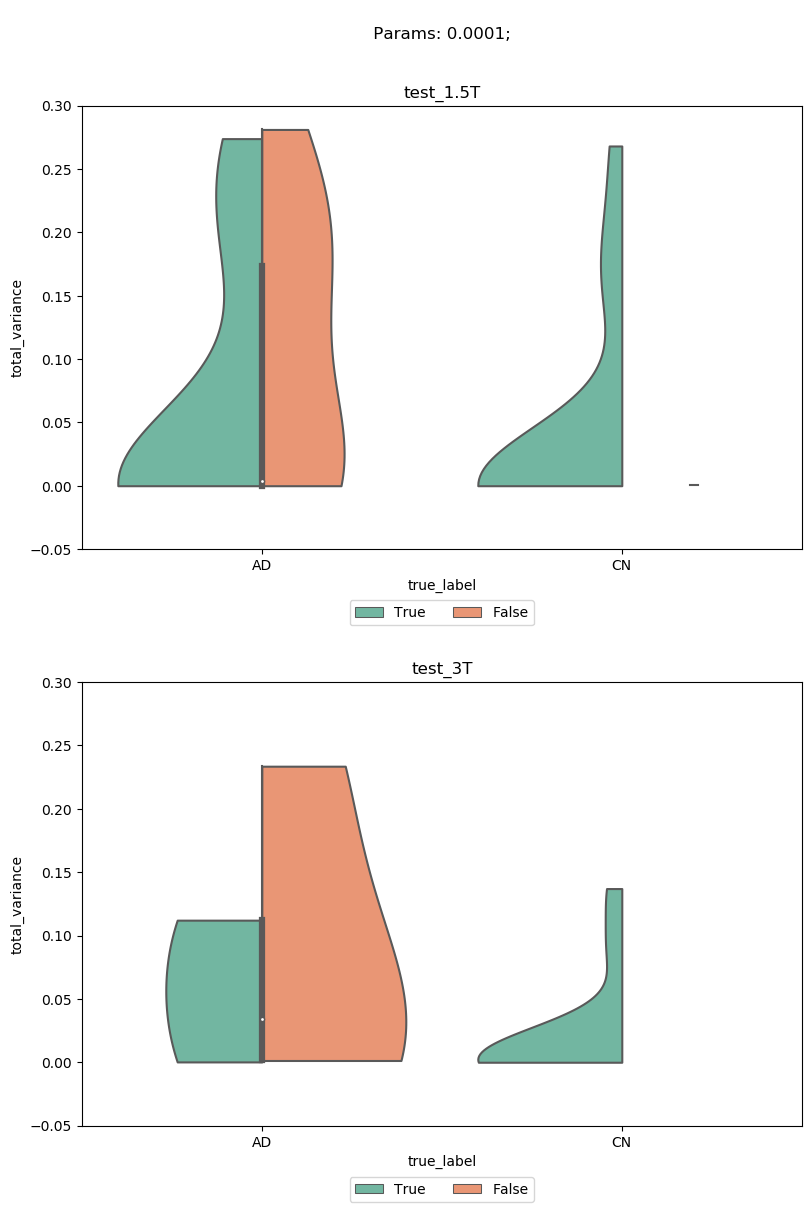 Params: 0.0001;
test_1.5T
0.30
0.25
0.20
0.15
0.10
0.05
0.00
−0.05
total_variance
AD CN
true_label
True False
test_3T
0.30
0.25
0.20
0.15
0.10
0.05
0.00
−0.05
total_variance
AD CN
true_label
True False